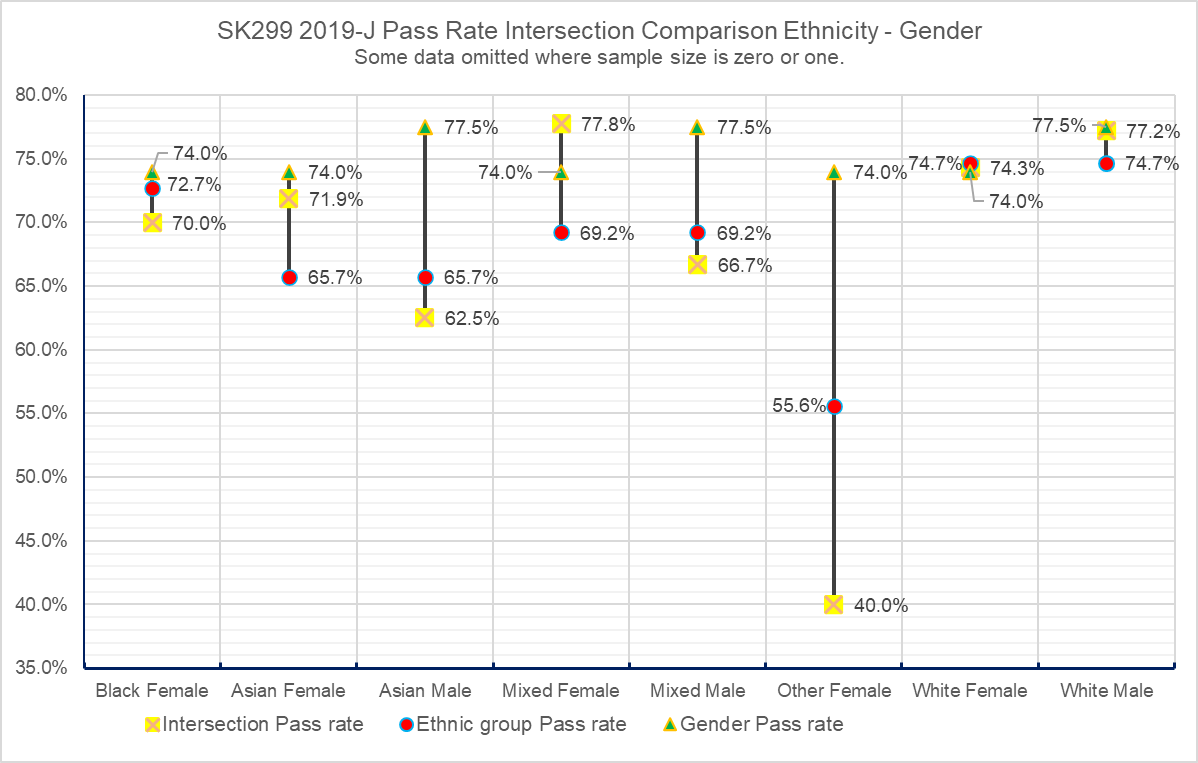 SK299 2019-J Pass Rate Intersection Comparison Ethnicity - Gender
Some data omitted where sample size is zero or one.
80.0%
75.0%
70.0%
65.0%
60.0%
55.0%
50.0%
45.0%
40.0%
35.0%
74.0%
72.7%
70.0%
74.0%
71.9%
65.7%
77.5%
65.7%
62.5%
77.8%
74.0%
69.2%
77.5%
69.2%
66.7%
74.0%
55.6%
40.0%
74.7%
74.3%
74.0%
77.5%
77.2%
74.7%
Black Female
Asian Female
Asian Male
Mixed Female
Mixed Male
Other Female
White Female
White Male
Intersection Pass rate
Ethnic group Pass rate
Gender Pass rate